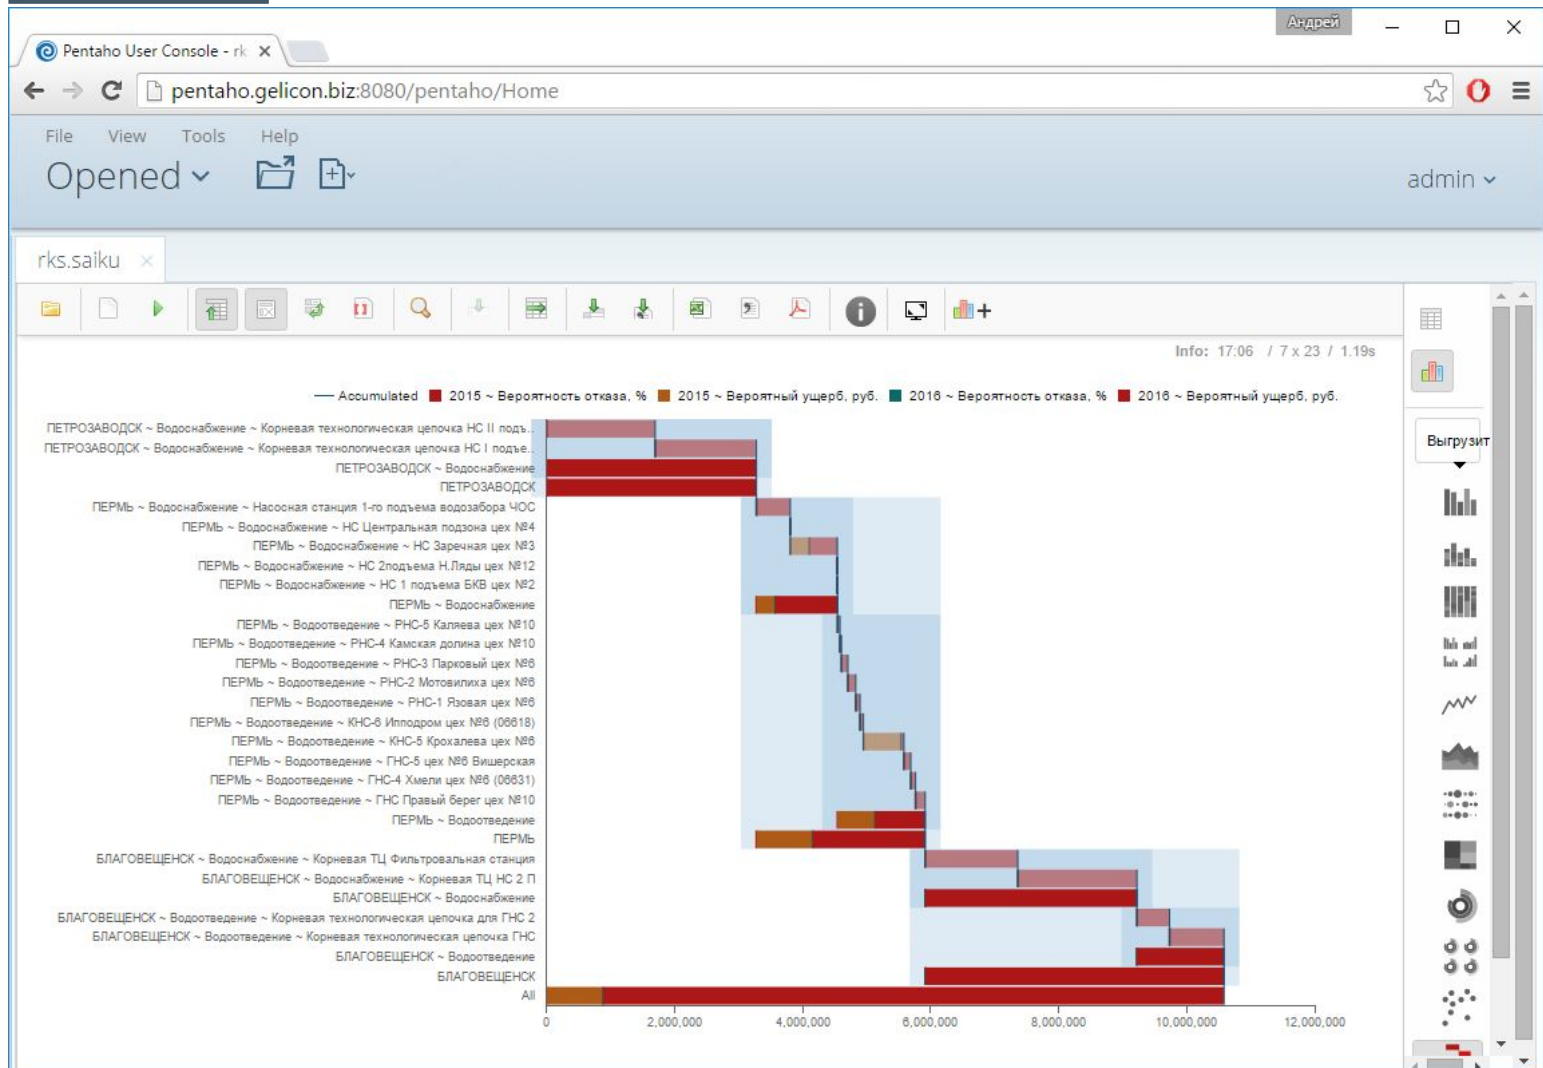 Андрей
Pentaho User Console - rk
pentaho.gelicon.biz:8080/pentaho/Home
File View Tools Help
Opened
admin
rks.saiku
Info: 17:06 / 7 x 23 / 1.19s
Accumulated 2015 ~ Вероятность отказа, % 2015 ~ Вероятный ущерб, руб. 2016 ~ Вероятность отказа, % 2016 ~ Вероятный ущерб, руб.
Выгрузит
ПЕТРОЗАВОДСК ~ Водоснабжение ~ Корневая технологическая цепочка НС II подъ..
ПЕТРОЗАВОДСК ~ Водоснабжение ~ Корневая технологическая цепочка НС I подъе..
ПЕТРОЗАВОДСК ~ Водоснабжение
ПЕТРОЗАВОДСК
ПЕРМЬ ~ Водоснабжение ~ Насосная станция 1-го подъема водозабора ЧОС
ПЕРМЬ ~ Водоснабжение ~ НС Центральная подзона цех №4
ПЕРМЬ ~ Водоснабжение ~ НС Заречная цех №3
ПЕРМЬ ~ Водоснабжение ~ НС 2подъема Н.Ляды цех №12
ПЕРМЬ ~ Водоснабжение ~ НС 1 подъема БКВ цех №2
ПЕРМЬ ~ Водоснабжение
ПЕРМЬ ~ Водоотведение ~ РНС-5 Каляева цех №10
ПЕРМЬ ~ Водоотведение ~ РНС-4 Камская долина цех №10
ПЕРМЬ ~ Водоотведение ~ РНС-3 Парковый цех №6
ПЕРМЬ ~ Водоотведение ~ РНС-2 Мотовилиха цех №6
ПЕРМЬ ~ Водоотведение ~ РНС-1 Язовая цех №6
ПЕРМЬ ~ Водоотведение ~ КНС-6 Ипподром цех №6 (06618)
ПЕРМЬ ~ Водоотведение ~ КНС-5 Крохалева цех №6
ПЕРМЬ ~ Водоотведение ~ ГНС-5 цех №6 Вишерская
ПЕРМЬ ~ Водоотведение ~ ГНС-4 Хмели цех №6 (06631)
ПЕРМЬ ~ Водоотведение ~ ГНС Правый берег цех №10
ПЕРМЬ ~ Водоотведение
ПЕРМЬ
БЛАГОВЕЩЕНСК ~ Водоснабжение ~ Корневая ТЦ Фильтровальная станция
БЛАГОВЕЩЕНСК ~ Водоснабжение ~ Корневая ТЦ НС 2 П
БЛАГОВЕЩЕНСК ~ Водоснабжение
БЛАГОВЕЩЕНСК ~ Водоотведение ~ Корневая технологическая цепочка для ГНС 2
БЛАГОВЕЩЕНСК ~ Водоотведение ~ Корневая технологическая цепочка ГНС
БЛАГОВЕЩЕНСК ~ Водоотведение
БЛАГОВЕЩЕНСК
All
0 2,000,000 4,000,000 6,000,000 8,000,000 10,000,000 12,000,000